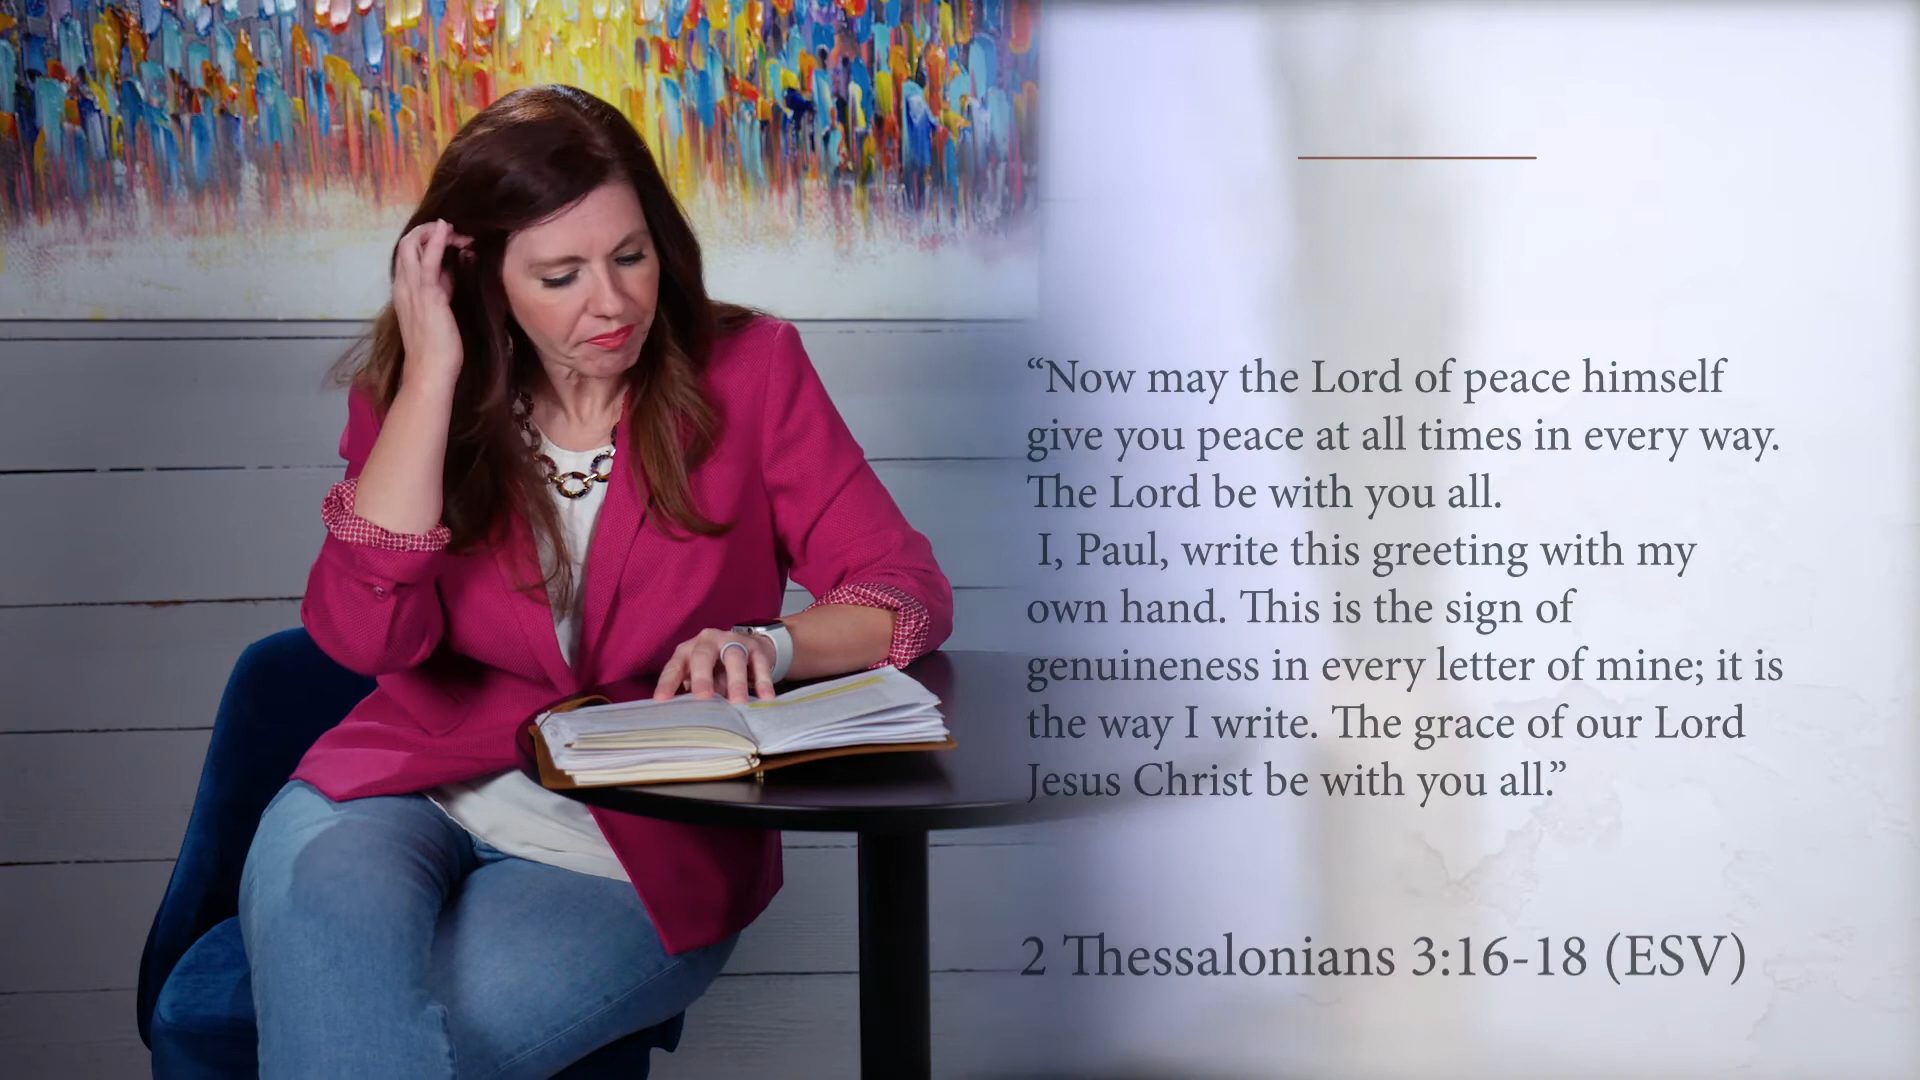 “Now may the Lord of peace himself
give you peace at all times in every way.
The Lord be with you all.
I, Paul, write this greeting with my
own hand. This is the sign of
genuineness in every letter of mine; it is
the way I write. The grace of our Lord
Jesus Christ be with you all.”
2 Thessalonians 3:16-18 (ESV)